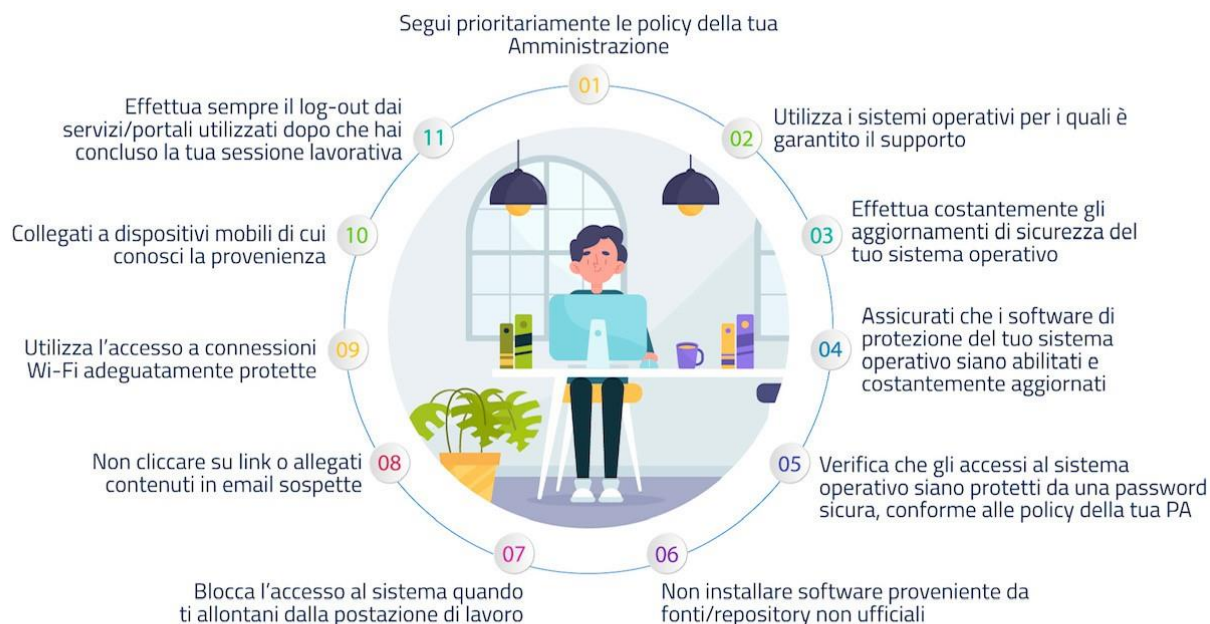 Segui prioritariamente le policy della tua
Amministrazione
01
Utilizza i sistemi operativi per i quali è
garantito il supporto
02
Effettua costantemente gli
aggiornamenti di sicurezza del
tuo sistema operativo
03
Assicurati che i software di
protezione del tuo sistema
operativo siano abilitati e
costantemente aggiornati
04
Verifica che gli accessi al sistema
operativo siano protetti da una password
sicura, conforme alle policy della tua PA
05
Non installare software proveniente da
fonti/repository non ufficiali
06
Blocca l’accesso al sistema quando
ti allontani dalla postazione di lavoro
07
Non cliccare su link o allegati
contenuti in email sospette
08
Utilizza l’accesso a connessioni
Wi-Fi adeguatamente protette
09
Collegati a dispositivi mobili di cui
conosci la provenienza
10
Effettua sempre il log-out dai
servizi/portali utilizzati dopo che hai
concluso la tua sessione lavorativa
11